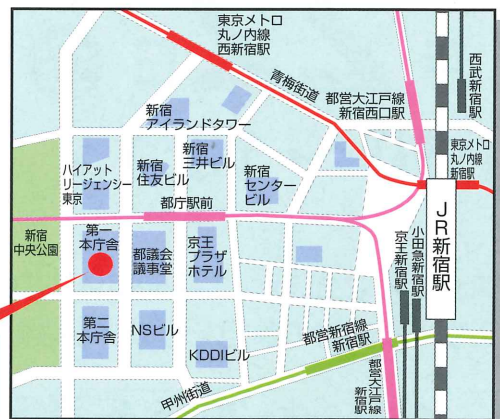 東京メトロ
丸ノ内線
西新宿駅
青梅街道
都営大江戸線
新宿西口駅
西武新宿駅
新宿
アイランドタワー
東京メトロ
丸ノ内線
新宿駅
ハイアット
リージェンシー
東京
新宿
住友ビル
新宿
三井ビル
新宿
センター
ビル
都庁駅前
JR新宿駅
新宿
中央公園
第一
本庁舎
都議会
議事堂
京王
プラザ
ホテル
小田急新宿駅
京王新宿駅
第二
本庁舎
NSビル
KDDIビル
都営新宿線
新宿駅
都営大江戸線
新宿駅
甲州街道